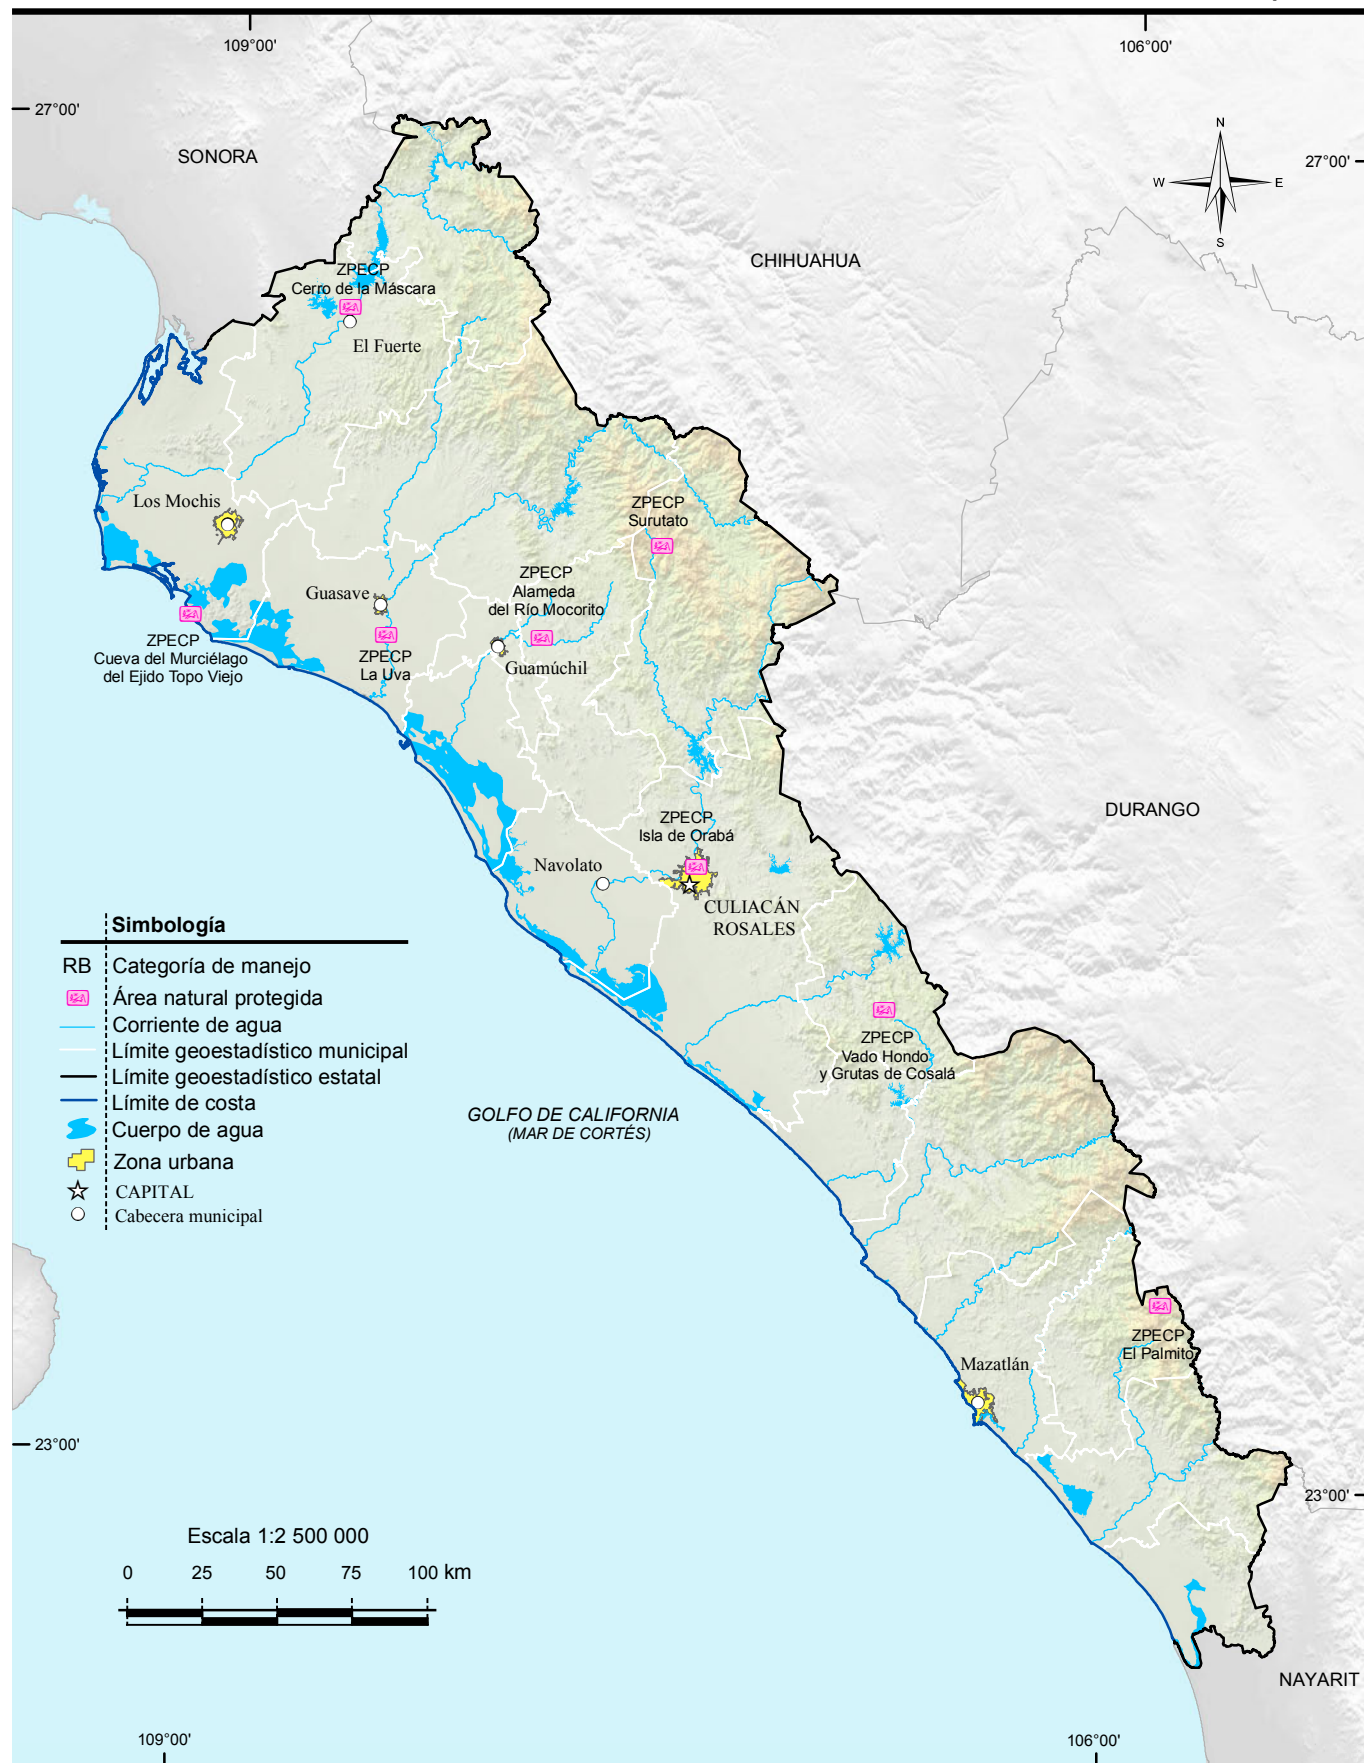 109°00'
106°00'
27°00'
27°00'
N
W
E
S
SONORA
CHIHUAHUA
ZPECP
Cerro de la Máscara
El Fuerte
Los Mochis
ZPECP
Surutato
ZPECP
Alameda
del Río Mocorito
Guasave
ZPECP
Cueva del Murciélago
del Ejido Topo Viejo
ZPECP
La Uva
Guamúchil
DURANGO
ZPECP
Isla de Orabá
Navolato
CULIACÁN
ROSALES
Simbología
RB Categoría de manejo
Área natural protegida
Corriente de agua
Límite geoestadístico municipal
Límite geoestadístico estatal
Límite de costa
Cuerpo de agua
Zona urbana
CAPITAL
Cabecera municipal
ZPECP
Vado Hondo
y Grutas de Cosalá
GOLFO DE CALIFORNIA
(MAR DE CORTÉS)
ZPECP
El Palmito
Mazatlán
23°00'
23°00'
Escala 1:2 500 000
0 25 50 75 100 km
NAYARIT
109°00'
106°00'